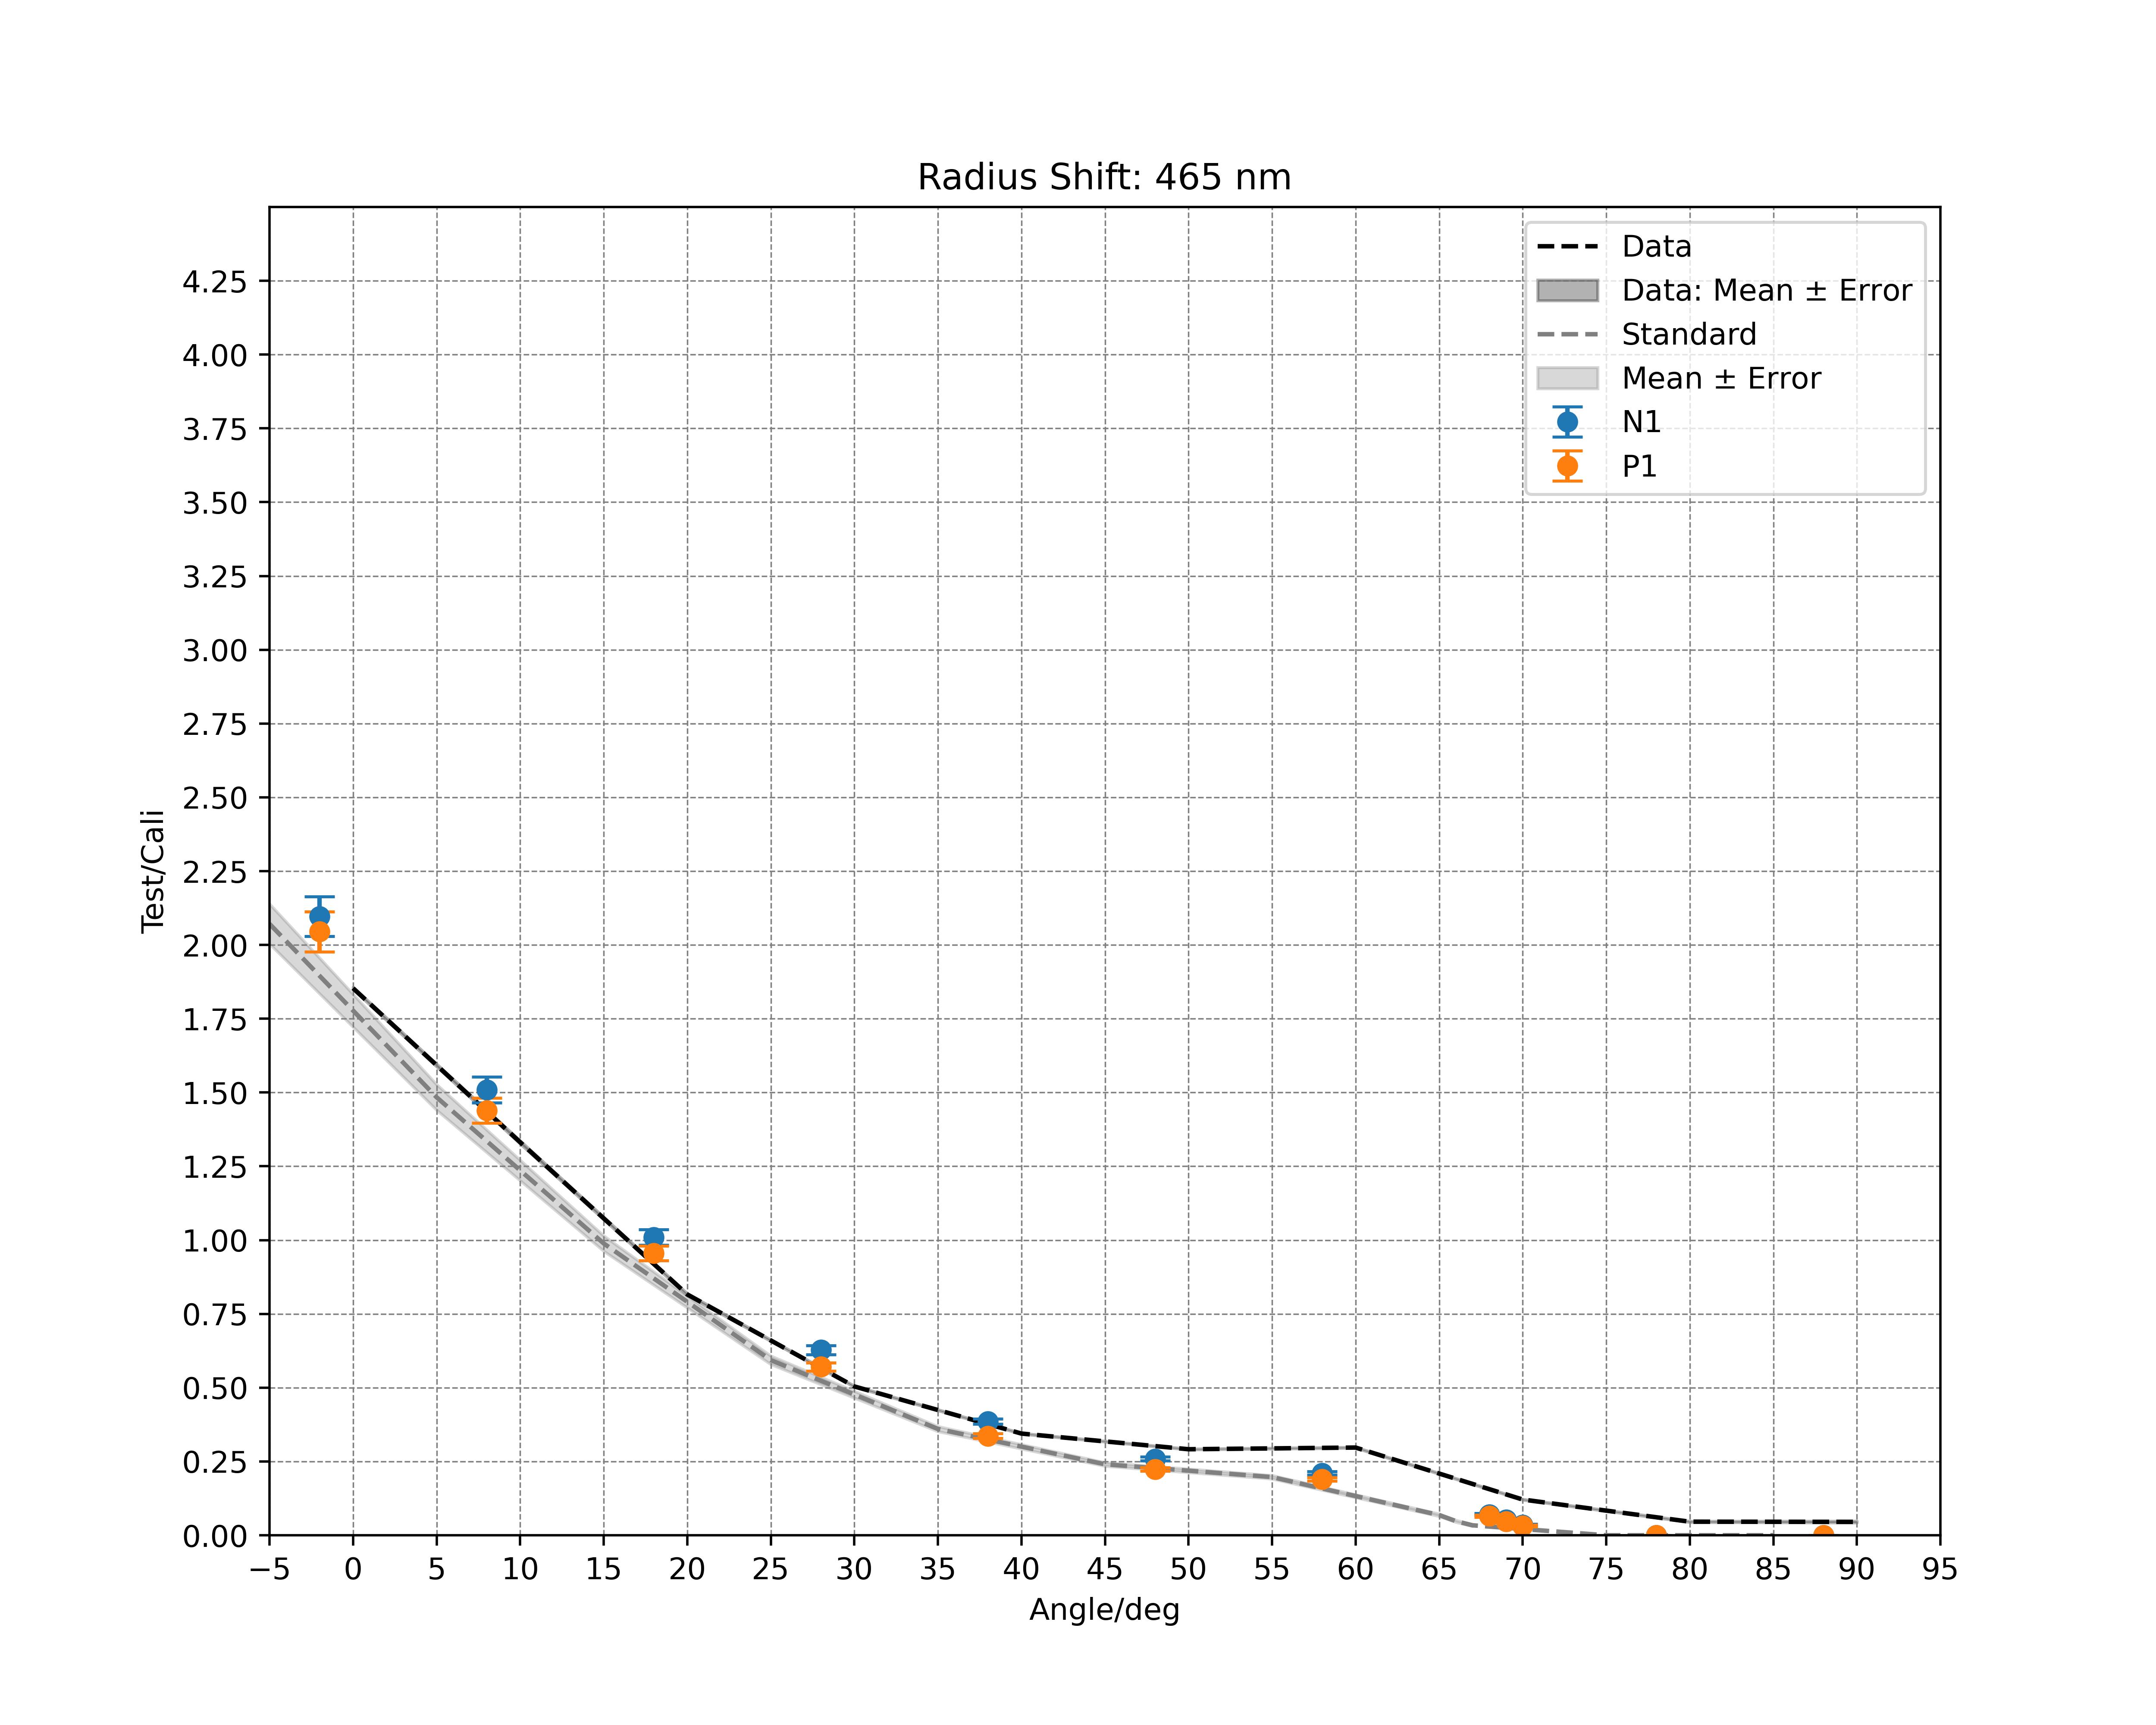 Radius Shift: 465 nm
Data
Data: Mean ± Error
Standard
Mean ± Error
N1
P1
4.25
4.00
3.75
3.50
3.25
3.00
2.75
2.50
2.25
2.00
1.75
1.50
1.25
1.00
0.75
0.50
0.25
0.00
Test/Cali
−5 0 5 10 15 20 25 30 35 40 45 50 55 60 65 70 75 80 85 90 95
Angle/deg